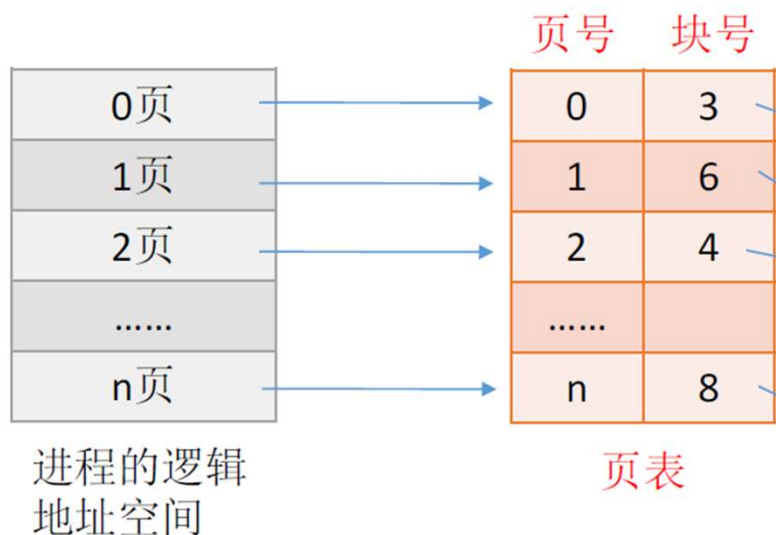 页号 块号
0页 0 3
1页 1 6
2页 2 4
…… ……
n页 n 8
进程的逻辑
地址空间
页表